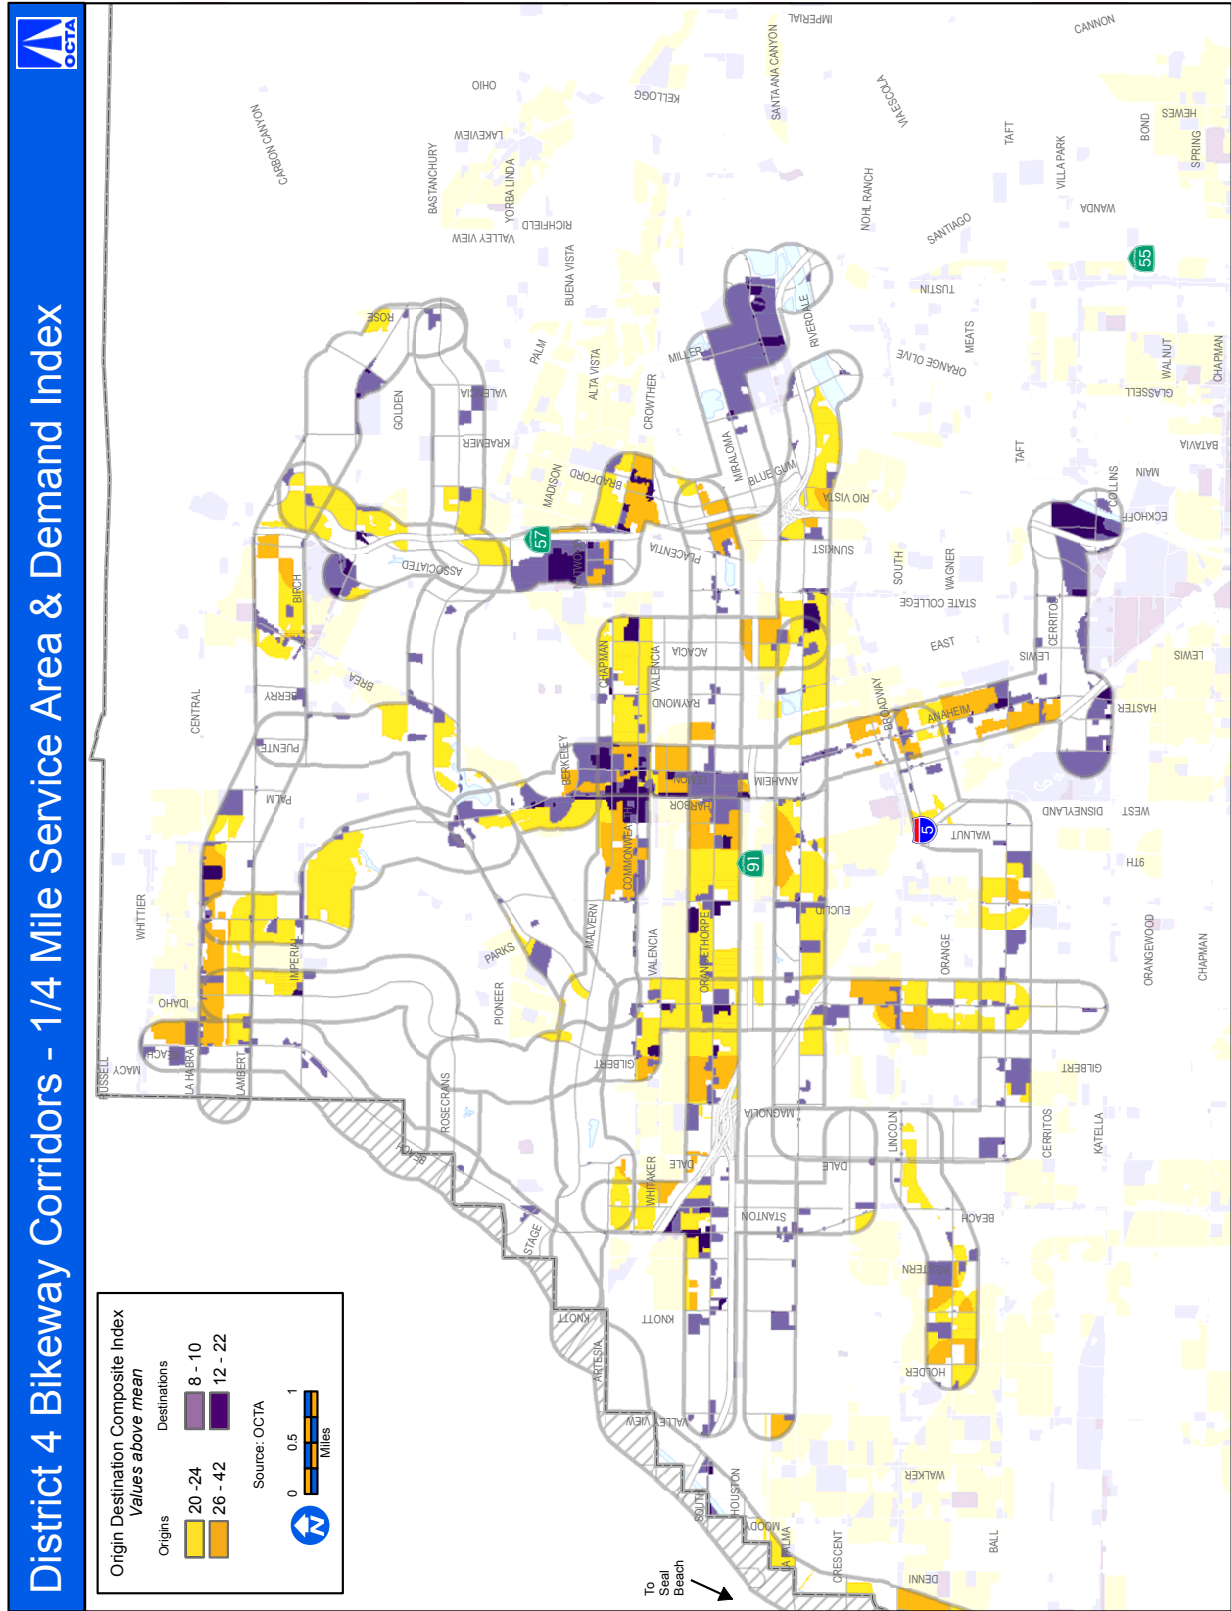 District 4 Bikeway Corridors - 1/4 Mile Service Area & Demand Index
OCTA
Origin Destination Composite Index
Values above mean
Origins
20 -24
26 - 42
Destinations
8 - 10
12 - 22
Source: OCTA
0 0.5 1
Miles
N
To
Seal
Beach
RUSSELL
MACY
WHITTIER
IDAHO
BEACH
LA HABRA
LAMBERT
IMPERIAL
CENTRAL
PALM
PUENTE
BERRY
BREA
BIRCH
CARBON CANYON
ROSE
GOLDEN
VALENCIA
KRAEMER
ASSOCIATED
BASTANCHURY
YORBA LINDA
LAKEVIEW
OHIO
VALLEY VIEW
RICHFIELD
BUENA VISTA
PALM
ALTA VISTA
MADISON
BRADFORD
CROWTHER
KELLOGG
IMPERIAL
SANTA ANA CANYON
CANNON
VIA ESCOLA
NOHL RANCH
SANTIAGO
TAFT
VILLA PARK
WANDA
BOND
HEWES
SPRING
55
TUSTIN
MEATS
ORANGE OLIVE
WALNUT
GLASSELL
CHAPMAN
BATAVIA
MAIN
TAFT
COLLINS
ECKHOFF
RIVERDALE
MILLER
MIRALOMA
BLUE GUM
RIO VISTA
SUNKIST
PLACENTIA
57
SOUTH
WAGNER
STATE COLLEGE
EAST
CERRITOS
LEWIS
LEWIS
HASTER
ANAHEIM
BROADWAY
CHAPMAN
VALENCIA
ACACIA
RAYMOND
BERKELEY
LEMON
ANAHEIM
HARBOR
COMMONWEALTH
91
5
DISNEYLAND
WEST
WALNUT
9TH
EUCLID
ORANGE
ORANGEWOOD
CHAPMAN
ORANGETHORPE
VALENCIA
MALVERN
PARKS
PIONEER
GILBERT
GILBERT
ROSECRANS
BEACH
STAGE
WHITAKER
DALE
MAGNOLIA
DALE
LINCOLN
CERRITOS
KATELLA
STANTON
BEACH
WESTERN
KNOTT
KNOTT
ARTESIA
HOLDER
VALLEY VIEW
WALKER
SOUTH
HOUSTON
MOODY
LA PALMA
CRESCENT
BALL
DENNI